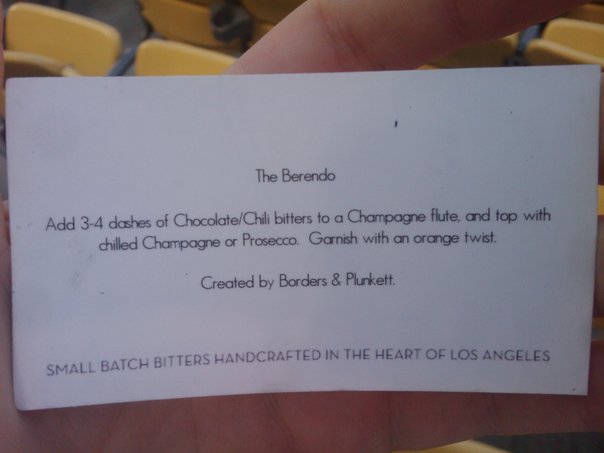 The Berendo
Add 3-4 dashes of Chocolate/Chili bitters to a Champagne flute, and top with
chilled Champagne or Prosecco. Garnish with an orange twist.
Created by Borders & Plunkett.
SMALL BATCH BITTERS HANDCRAFTED IN THE HEART OF LOS ANGELES